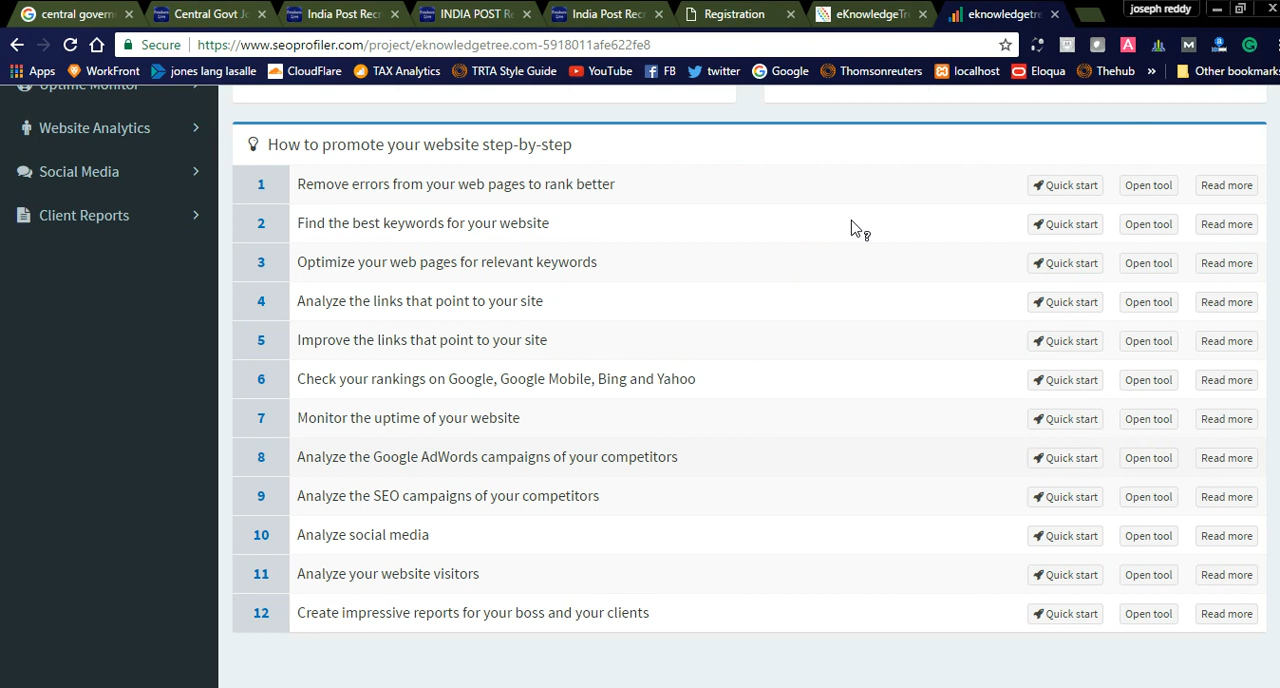 central governm
Central Govt Jo
India Post Recr
INDIA POST Re
India Post Recr
Registration
eKnowledgeTre
eknowledgetre
joseph reddy
Secure
https://www.seoprofiler.com/project/eknowledgetree.com-5918011afe622fe8
Apps
WorkFront
jones lang lasalle
CloudFlare
TAX Analytics
TRTA Style Guide
YouTube
FB
twitter
Google
Thomsonreuters
localhost
Eloqua
Thehub
»
Other bookmarks
Uptime Monitor
Website Analytics
Social Media
Client Reports
How to promote your website step-by-step
1 Remove errors from your web pages to rank better Quick start Open tool Read more
2 Find the best keywords for your website Quick start Open tool Read more
3 Optimize your web pages for relevant keywords Quick start Open tool Read more
4 Analyze the links that point to your site Quick start Open tool Read more
5 Improve the links that point to your site Quick start Open tool Read more
6 Check your rankings on Google, Google Mobile, Bing and Yahoo Quick start Open tool Read more
7 Monitor the uptime of your website Quick start Open tool Read more
8 Analyze the Google AdWords campaigns of your competitors Quick start Open tool Read more
9 Analyze the SEO campaigns of your competitors Quick start Open tool Read more
10 Analyze social media Quick start Open tool Read more
11 Analyze your website visitors Quick start Open tool Read more
12 Create impressive reports for your boss and your clients Quick start Open tool Read more